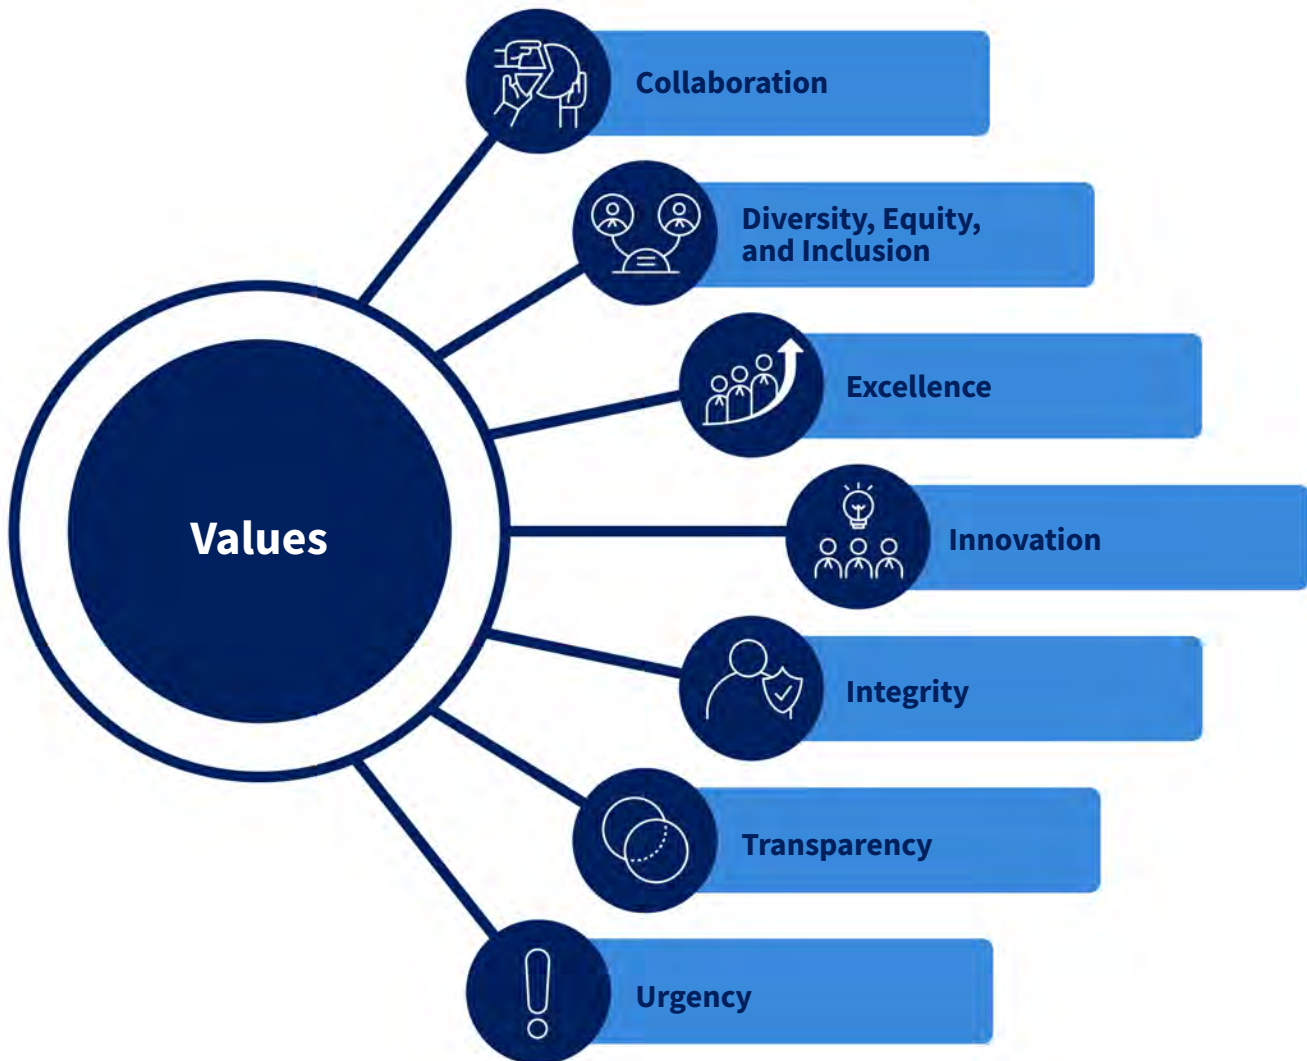 Collaboration
Diversity, Equity,
and Inclusion
Excellence
Values
Innovation
Integrity
Transparency
Urgency